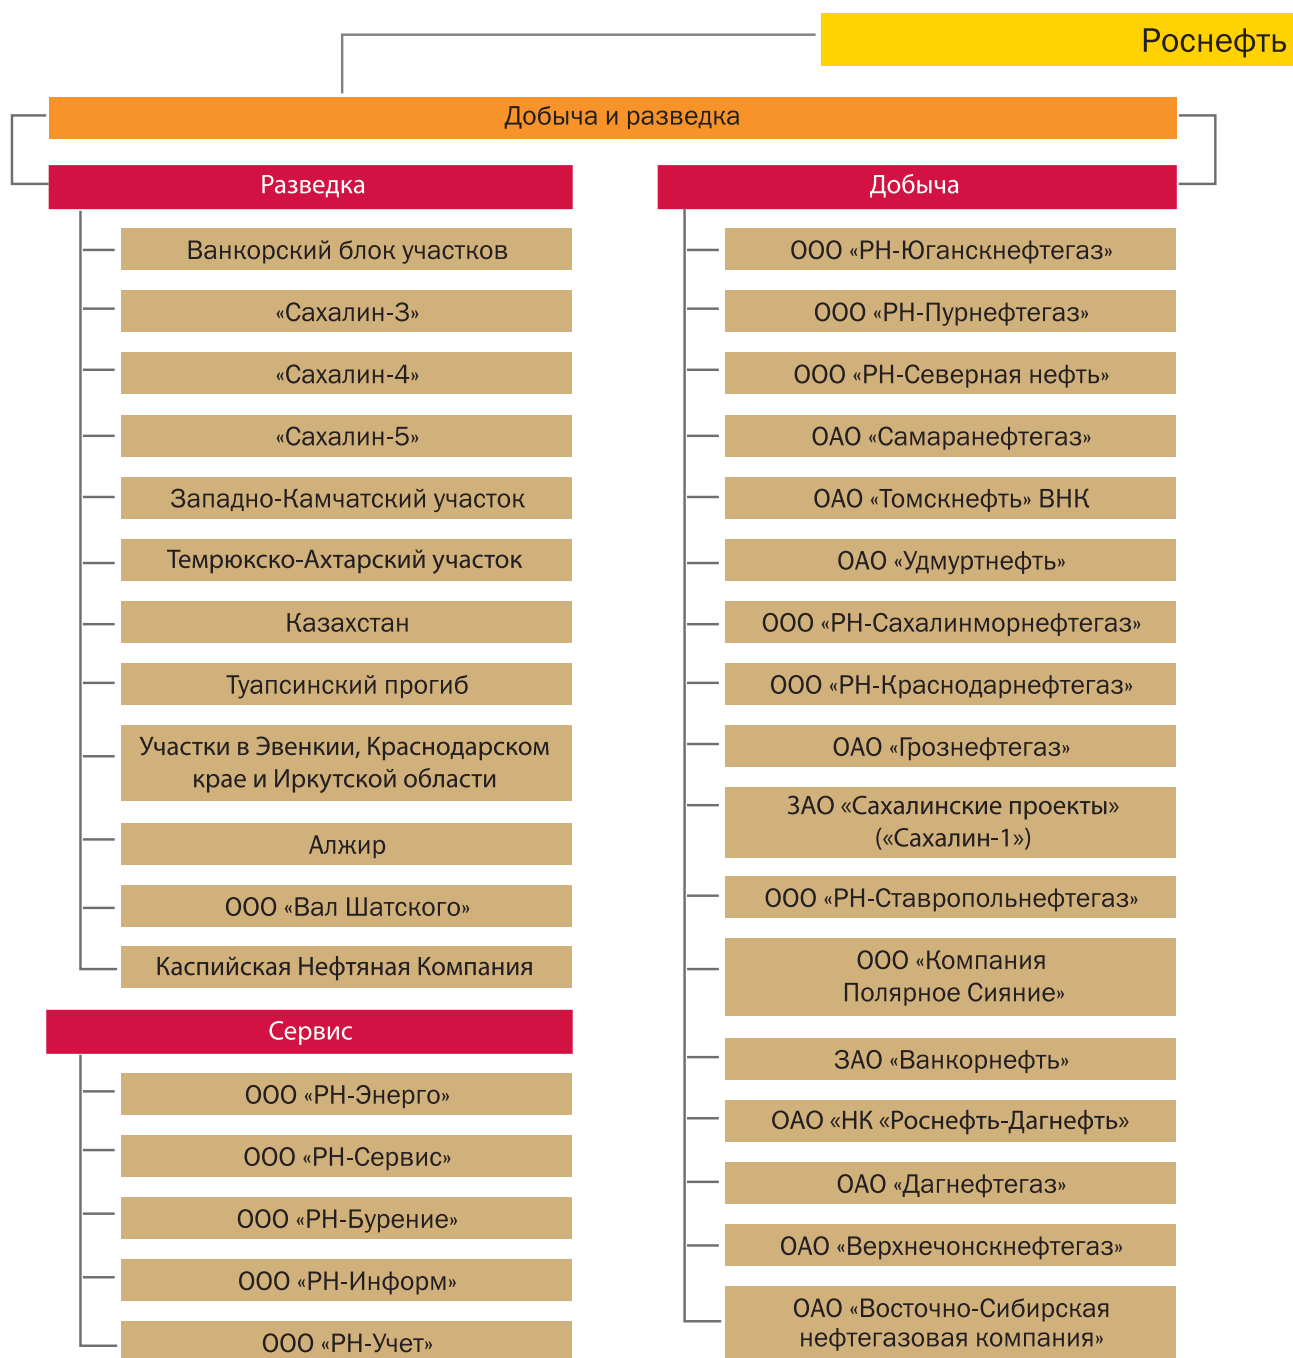 Роснефть
Добыча и разведка
Разведка
Ванкорский блок участков
«Сахалин-3»
«Сахалин-4»
«Сахалин-5»
Западно-Камчатский участок
Темрюкско-Ахтарский участок
Казахстан
Туапсинский прогиб
Участки в Эвенкии, Краснодарском
крае и Иркутской области
Алжир
ООО «Вал Шатского»
Каспийская Нефтяная Компания
Сервис
ООО «РН-Энерго»
ООО «РН-Сервис»
ООО «РН-Бурение»
ООО «РН-Информ»
ООО «РН-Учет»
Добыча
ООО «РН-Юганскнефтегаз»
ООО «РН-Пурнефтегаз»
ООО «РН-Северная нефть»
ОАО «Самаранефтегаз»
ОАО «Томскнефть» ВНК
ОАО «Удмуртнефть»
ООО «РН-Сахалинморнефтегаз»
ООО «РН-Краснодарнефтегаз»
ОАО «Грознефтегаз»
ЗАО «Сахалинские проекты»
(«Сахалин-1»)
ООО «РН-Ставропольнефтегаз»
ООО «Компания
Полярное Сияние»
ЗАО «Ванкорнефть»
ОАО «НК «Роснефть-Дагнефть»
ОАО «Дагнефтегаз»
ОАО «Верхнечонскнефтегаз»
ОАО «Восточно-Сибирская
нефтегазовая компания»